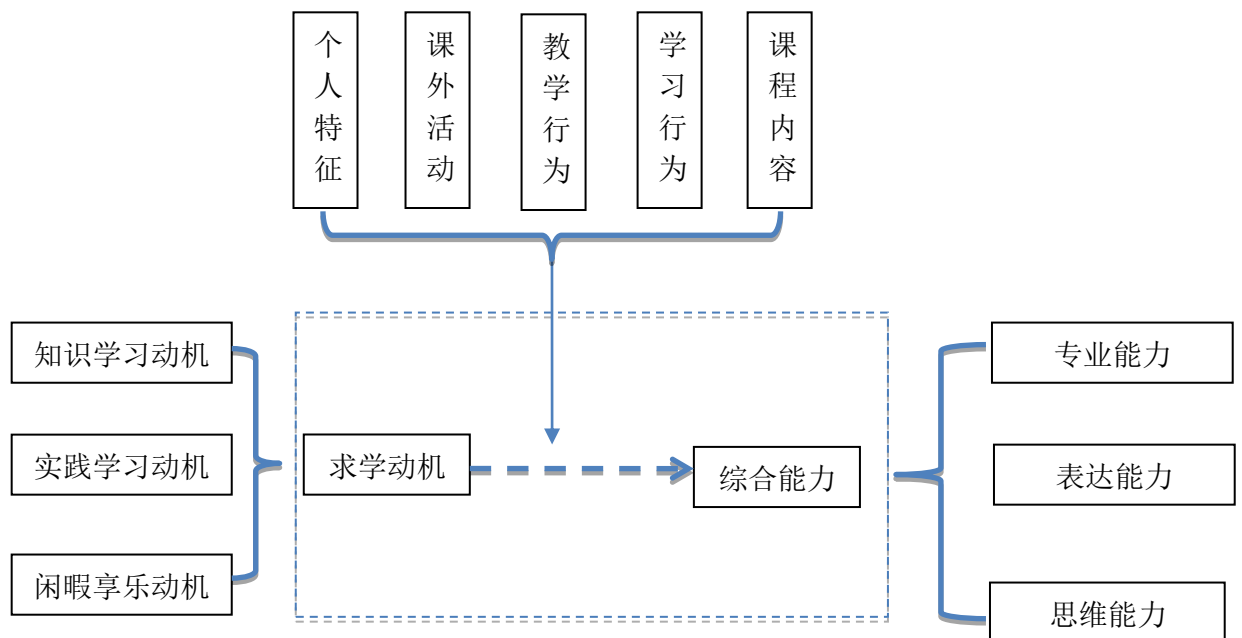 个人特征
课外活动
教学行为
学习行为
课程内容
知识学习动机
实践学习动机
闲暇享乐动机
求学动机
综合能力
专业能力
表达能力
思维能力